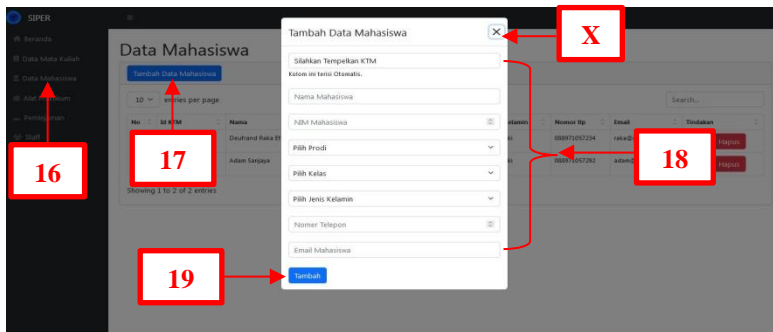 SIPER
Beranda
Data Mata Kuliah
Data Mahasiswa
Alat Praktikum
Peminjaman
Staff
Data Mahasiswa
Tambah Data Mahasiswa
10 entries per page
Search...
No Id KTM Nama Kelamin Nomor Hp Email Tindakan
Deufrand Raka 088971057234 Hapus
Adam Sanjaya 088971057292 Hapus
Showing 1 to 2 of 2 entries
Tambah Data Mahasiswa
Silahkan Tempelkan KTM
Kolom ini terisi Otomatis.
Nama Mahasiswa
NIM Mahasiswa
Pilih Prodi
Pilih Kelas
Pilih Jenis Kelamin
Nomer Telepon
Email Mahasiswa
Tambah
X
16
17
18
19